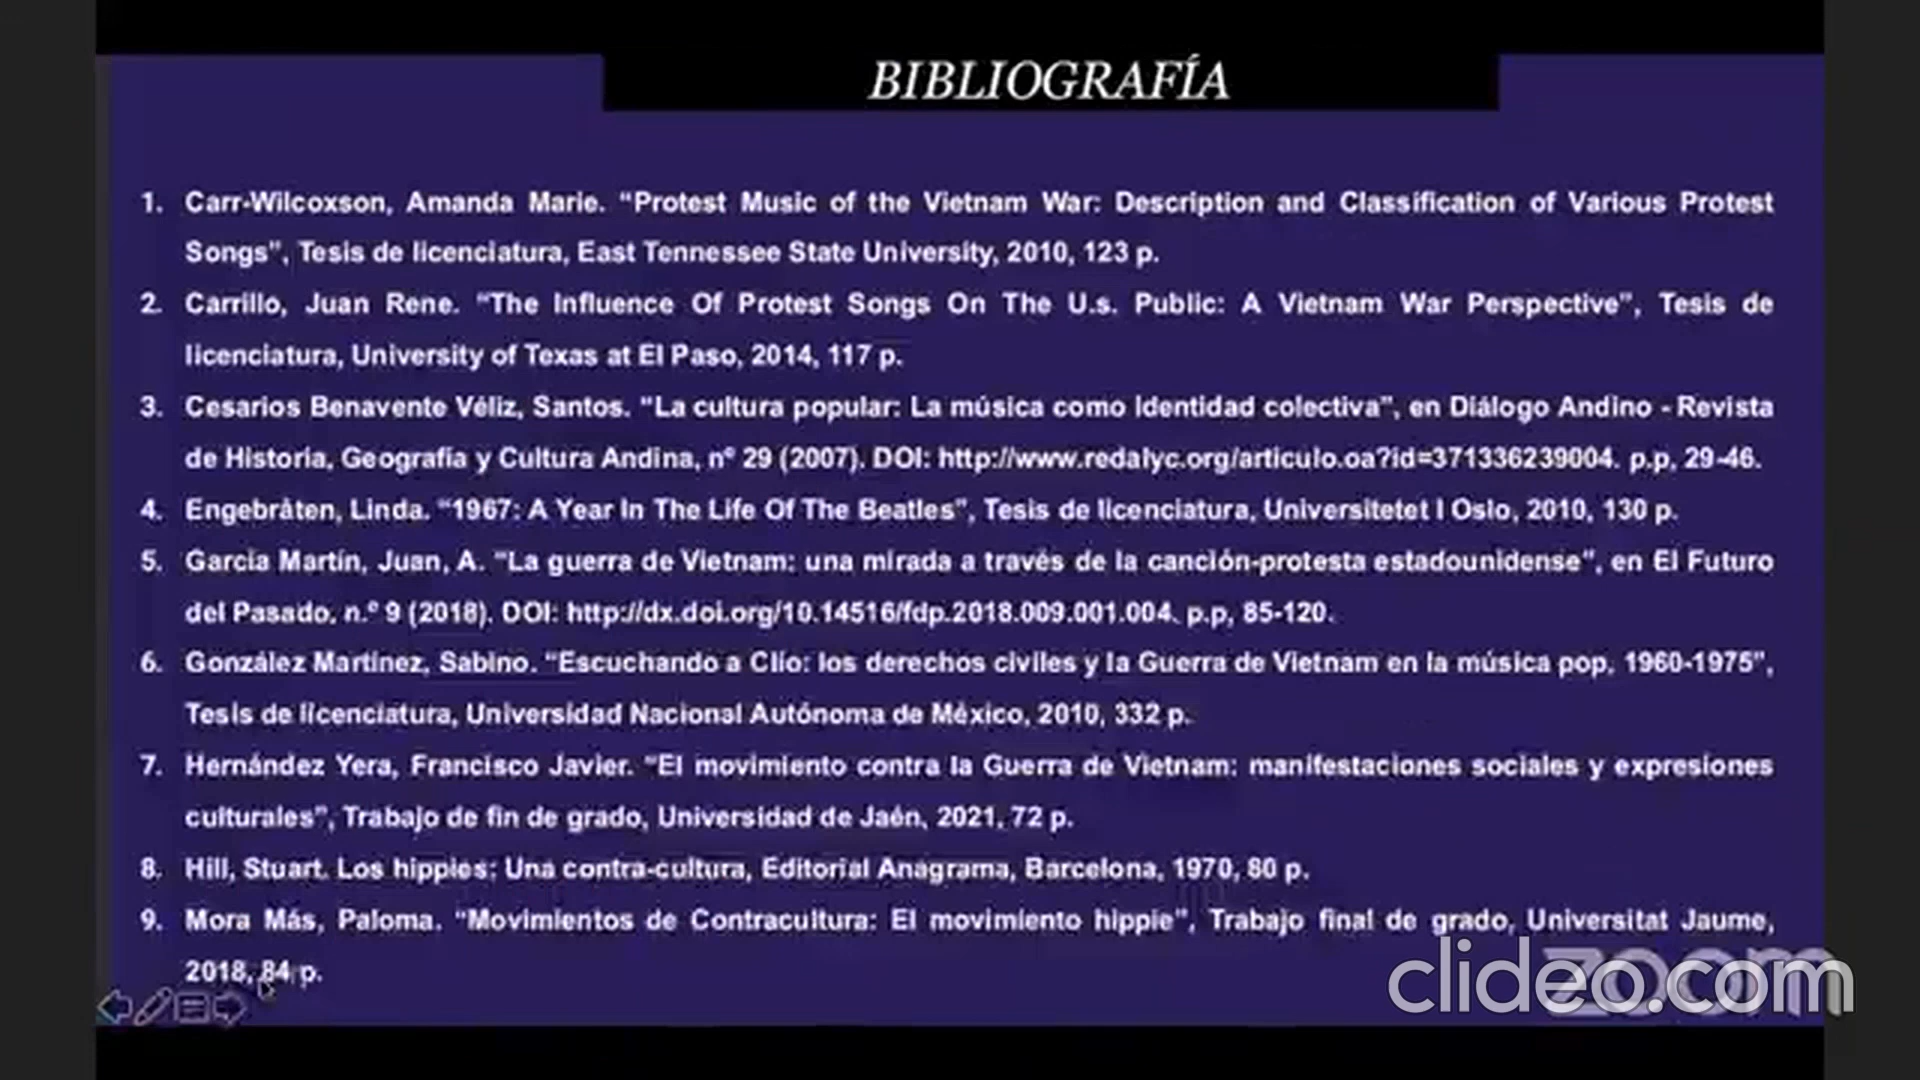 BIBLIOGRAFÍA
1. Carr-Wilcoxson, Amanda Marie. “Protest Music of the Vietnam War: Description and Classification of Various Protest
Songs”, Tesis de licenciatura, East Tennessee State University, 2010, 123 p.
2. Carrillo, Juan Rene. “The Influence Of Protest Songs On The U.s. Public: A Vietnam War Perspective”, Tesis de
licenciatura, University of Texas at El Paso, 2014, 117 p.
3. Cesarios Benavente Véliz, Santos. “La cultura popular: La música como identidad colectiva”, en Diálogo Andino - Revista
de Historia, Geografía y Cultura Andina, nº 29 (2007). DOI: http://www.redalyc.org/articulo.oa?id=371336239004. p.p, 29-46.
4. Engebråten, Linda. “1967: A Year In The Life Of The Beatles”, Tesis de licenciatura, Universitetet I Oslo, 2010, 130 p.
5. García Martín, Juan, A. “La guerra de Vietnam: una mirada a través de la canción-protesta estadounidense”, en El Futuro
del Pasado, n.º 9 (2018). DOI: http://dx.doi.org/10.14516/fdp.2018.009.001.004. p.p, 85-120.
6. González Martínez, Sabino. “Escuchando a Clío: los derechos civiles y la Guerra de Vietnam en la música pop, 1960-1975”,
Tesis de licenciatura, Universidad Nacional Autónoma de México, 2010, 332 p.
7. Hernández Yera, Francisco Javier. “El movimiento contra la Guerra de Vietnam: manifestaciones sociales y expresiones
culturales”, Trabajo de fin de grado, Universidad de Jaén, 2021, 72 p.
8. Hill, Stuart. Los hippies: Una contra-cultura, Editorial Anagrama, Barcelona, 1970, 80 p.
9. Mora Más, Paloma. “Movimientos de Contracultura: El movimiento hippie”, Trabajo final de grado, Universitat Jaume,
2018, 84 p.
zoom
clideo.com